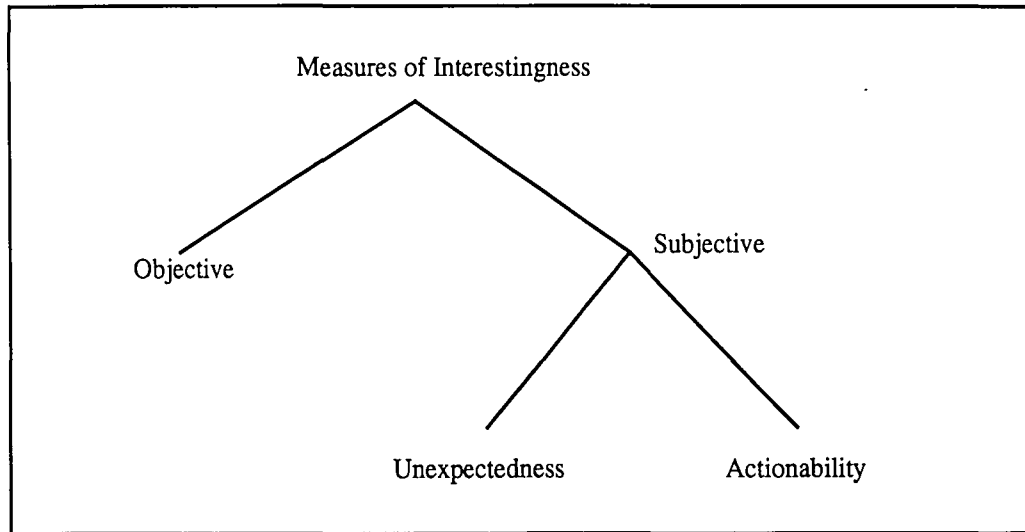 Measures of Interestingness
Subjective
Objective
Unexpectedness Actionability